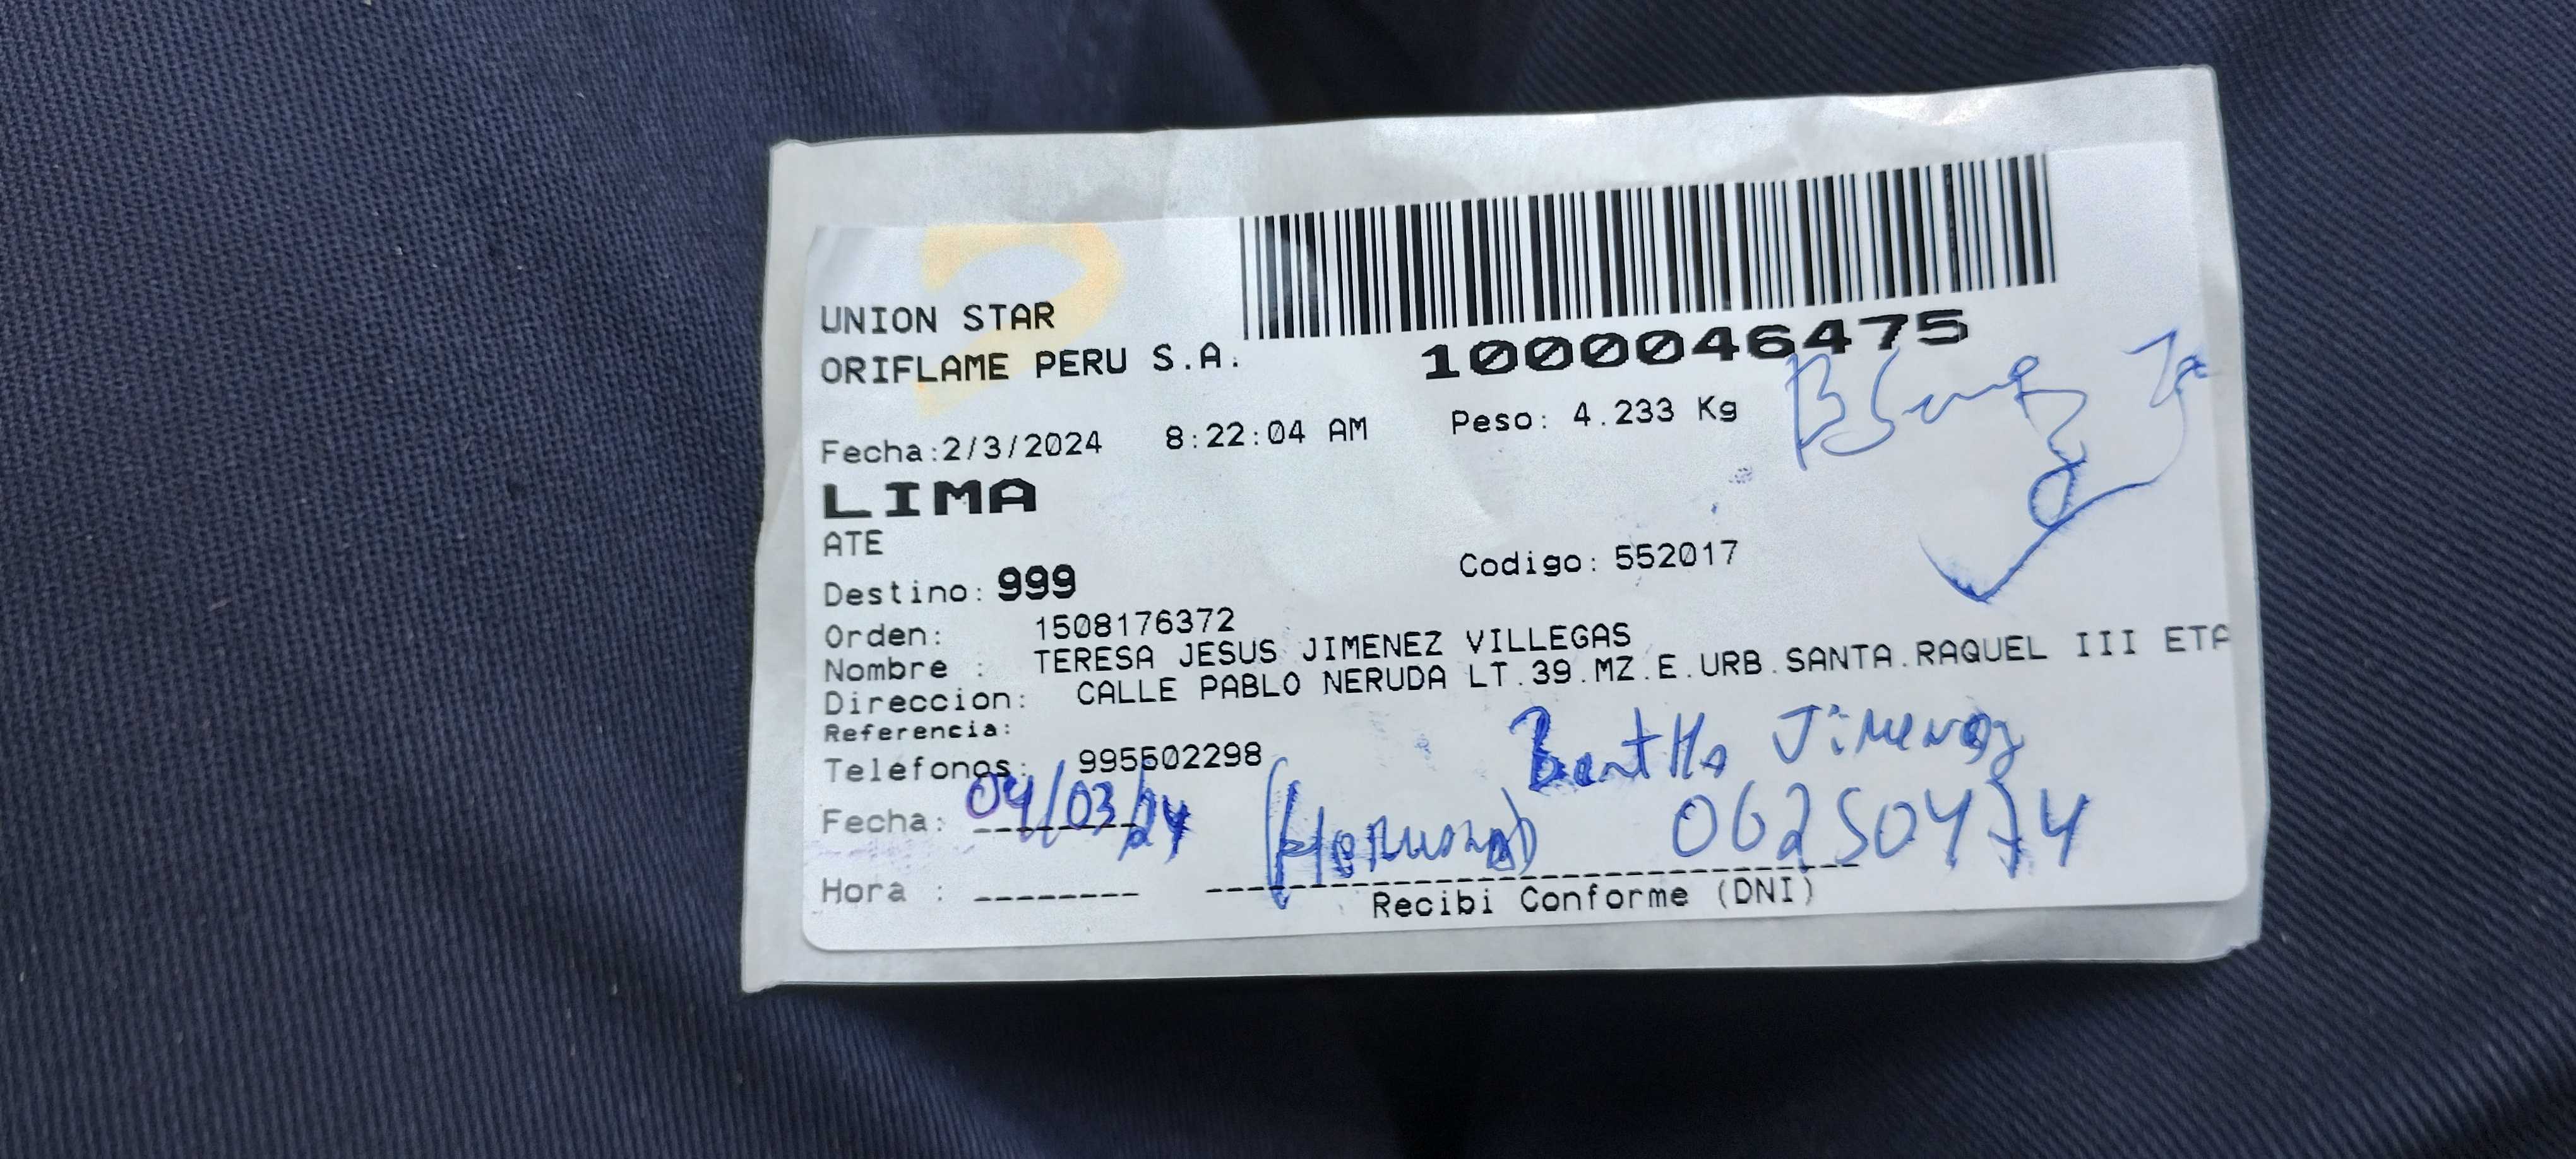 UNION STAR
ORIFLAME PERU S.A.
1000046475
Fecha:2/3/2024 8:22:04 AM Peso: 4.233 Kg
LIMA
ATE
Destino: 999 Codigo: 552017
Orden: 1508176372
Nombre : TERESA JESUS JIMENEZ VILLEGAS
Direccion: CALLE PABLO NERUDA LT.39.MZ.E.URB.SANTA.RAQUEL III ETA
Referencia:
Telefonos: 995502298
Jimenez
Fecha: 04/03/24 06250474
Hora :
Recibi Conforme (DNI)